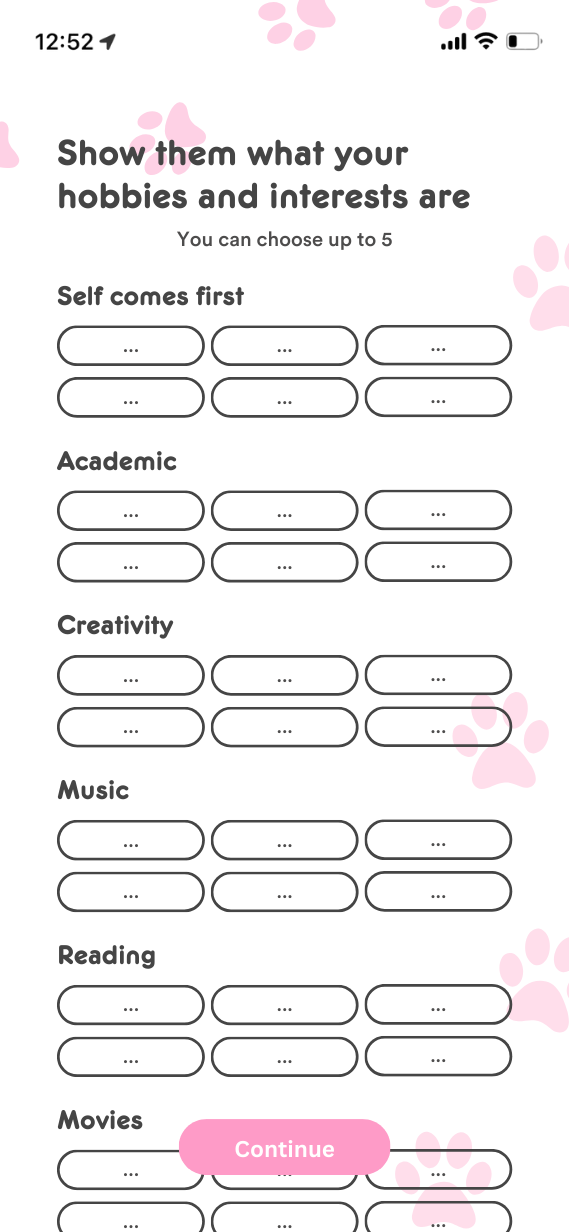 12:52
Show them what your
hobbies and interests are
You can choose up to 5
Self comes first
... ... ...
... ... ...
Academic
... ... ...
... ... ...
Creativity
... ... ...
... ... ...
Music
... ... ...
... ... ...
Reading
... ... ...
... ... ...
Movies
Continue
... ... ...
... ... ...